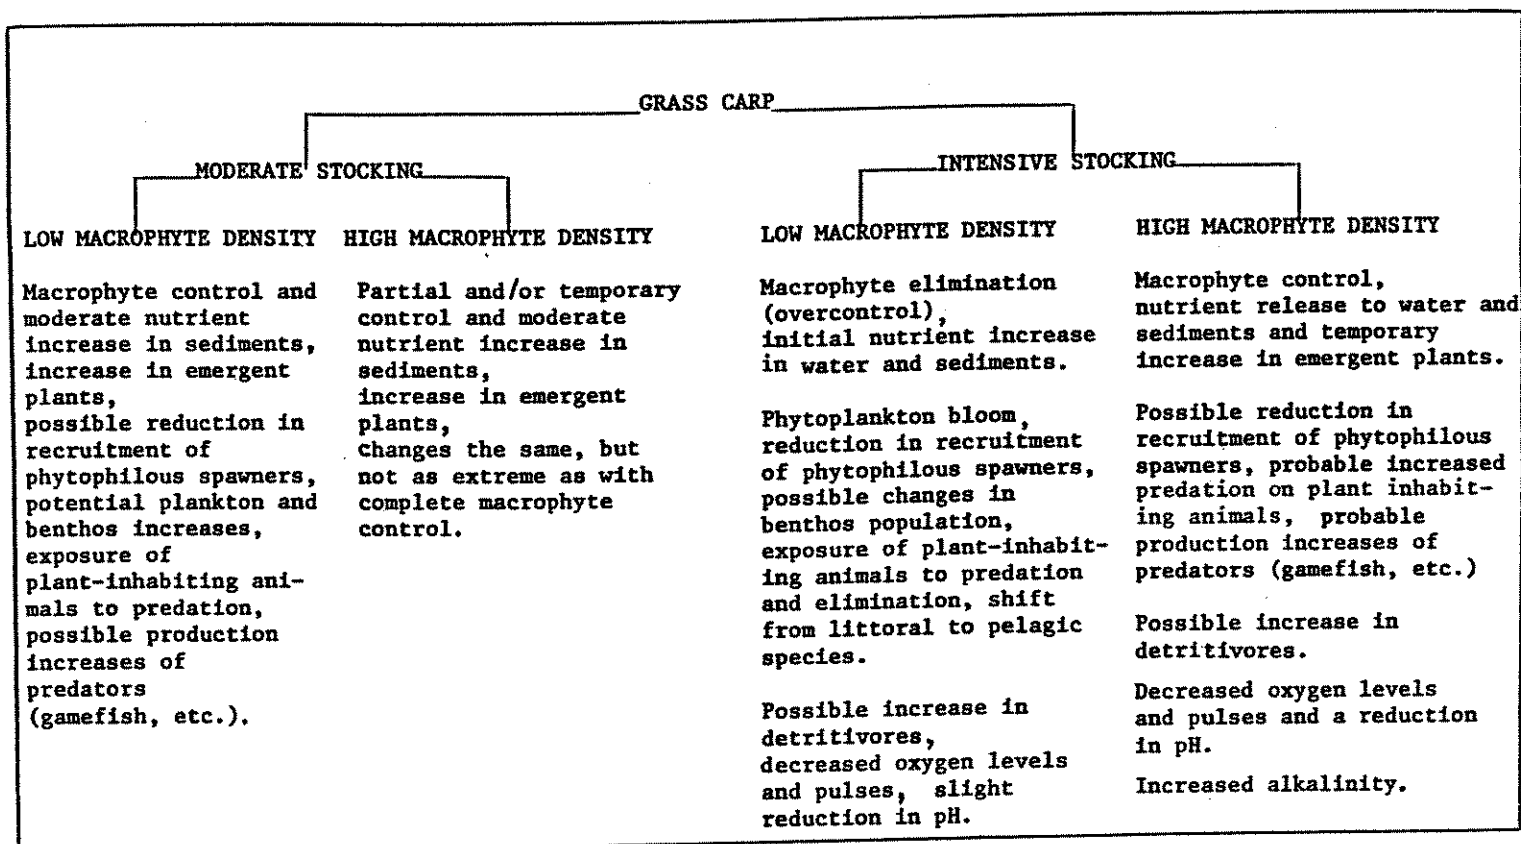 GRASS CARP
MODERATE STOCKING
INTENSIVE STOCKING
LOW MACROPHYTE DENSITY
Macrophyte control and
moderate nutrient
increase in sediments,
increase in emergent
plants,
possible reduction in
recruitment of
phytophilous spawners,
potential plankton and
benthos increases,
exposure of
plant-inhabiting ani-
mals to predation,
possible production
increases of
predators
(gamefish, etc.).
HIGH MACROPHYTE DENSITY
Partial and/or temporary
control and moderate
nutrient increase in
sediments,
increase in emergent
plants,
changes the same, but
not as extreme as with
complete macrophyte
control.
LOW MACROPHYTE DENSITY
Macrophyte elimination
(overcontrol),
initial nutrient increase
in water and sediments.
Phytoplankton bloom,
reduction in recruitment
of phytophilous spawners,
possible changes in
benthos population,
exposure of plant-inhabit-
ing animals to predation
and elimination, shift
from littoral to pelagic
species.
Possible increase in
detritivores,
decreased oxygen levels
and pulses, slight
reduction in pH.
HIGH MACROPHYTE DENSITY
Macrophyte control,
nutrient release to water and
sediments and temporary
increase in emergent plants.
Possible reduction in
recruitment of phytophilous
spawners, probable increased
predation on plant inhabit-
ing animals, probable
production increases of
predators (gamefish, etc.)
Possible increase in
detritivores.
Decreased oxygen levels
and pulses and a reduction
in pH.
Increased alkalinity.